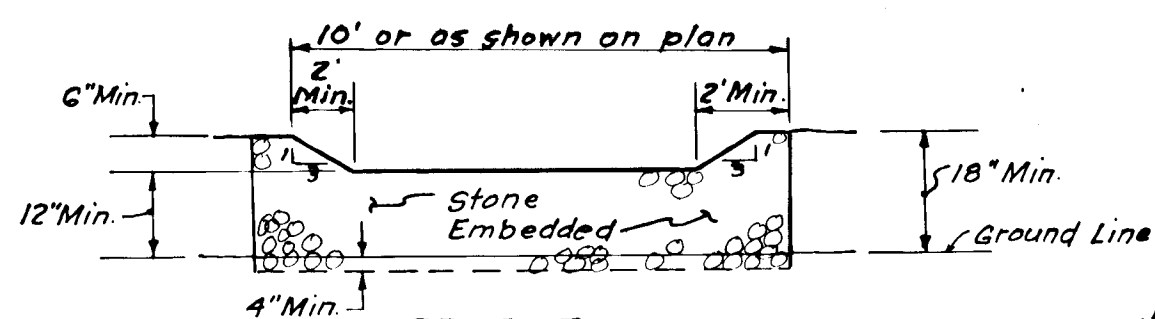 10' or as shown on plan
2'
Min.
2' Min.
6" Min.
1
3
1
3
18" Min.
12" Min.
Stone
Embedded
Ground Line
4" Min.